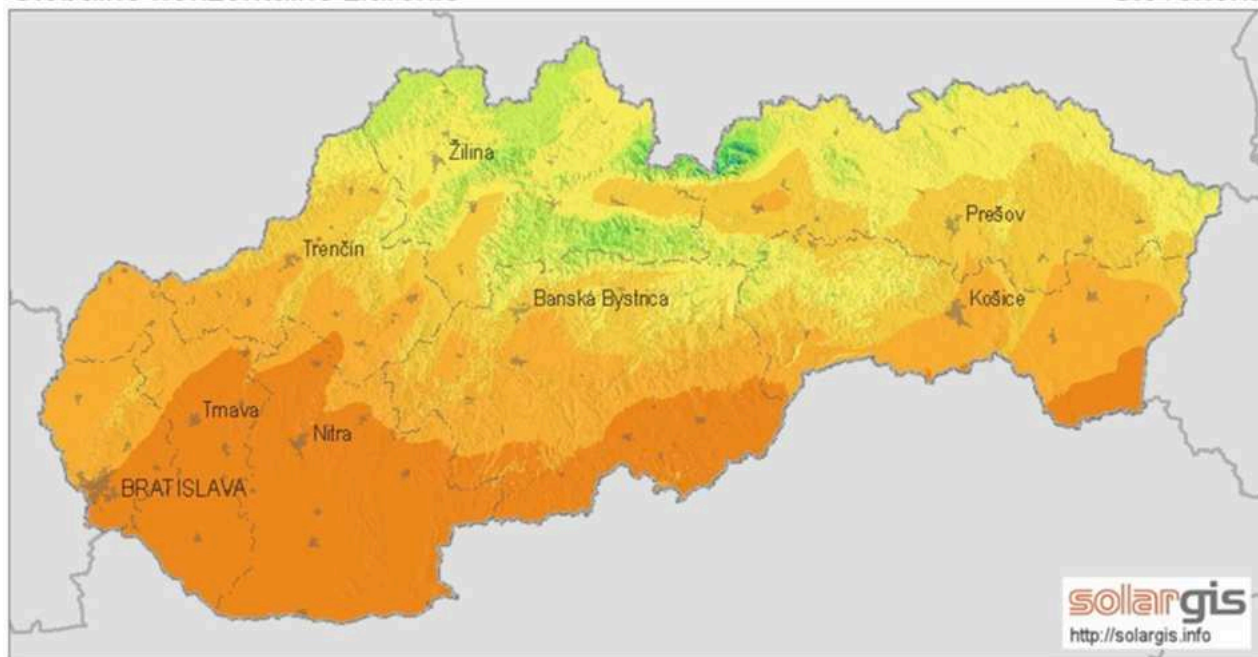 Žilina
Prešov
Trenčín
Banská Bystrica
Košice
Trnava
Nitra
BRATISLAVA
solargis
http://solargis.info